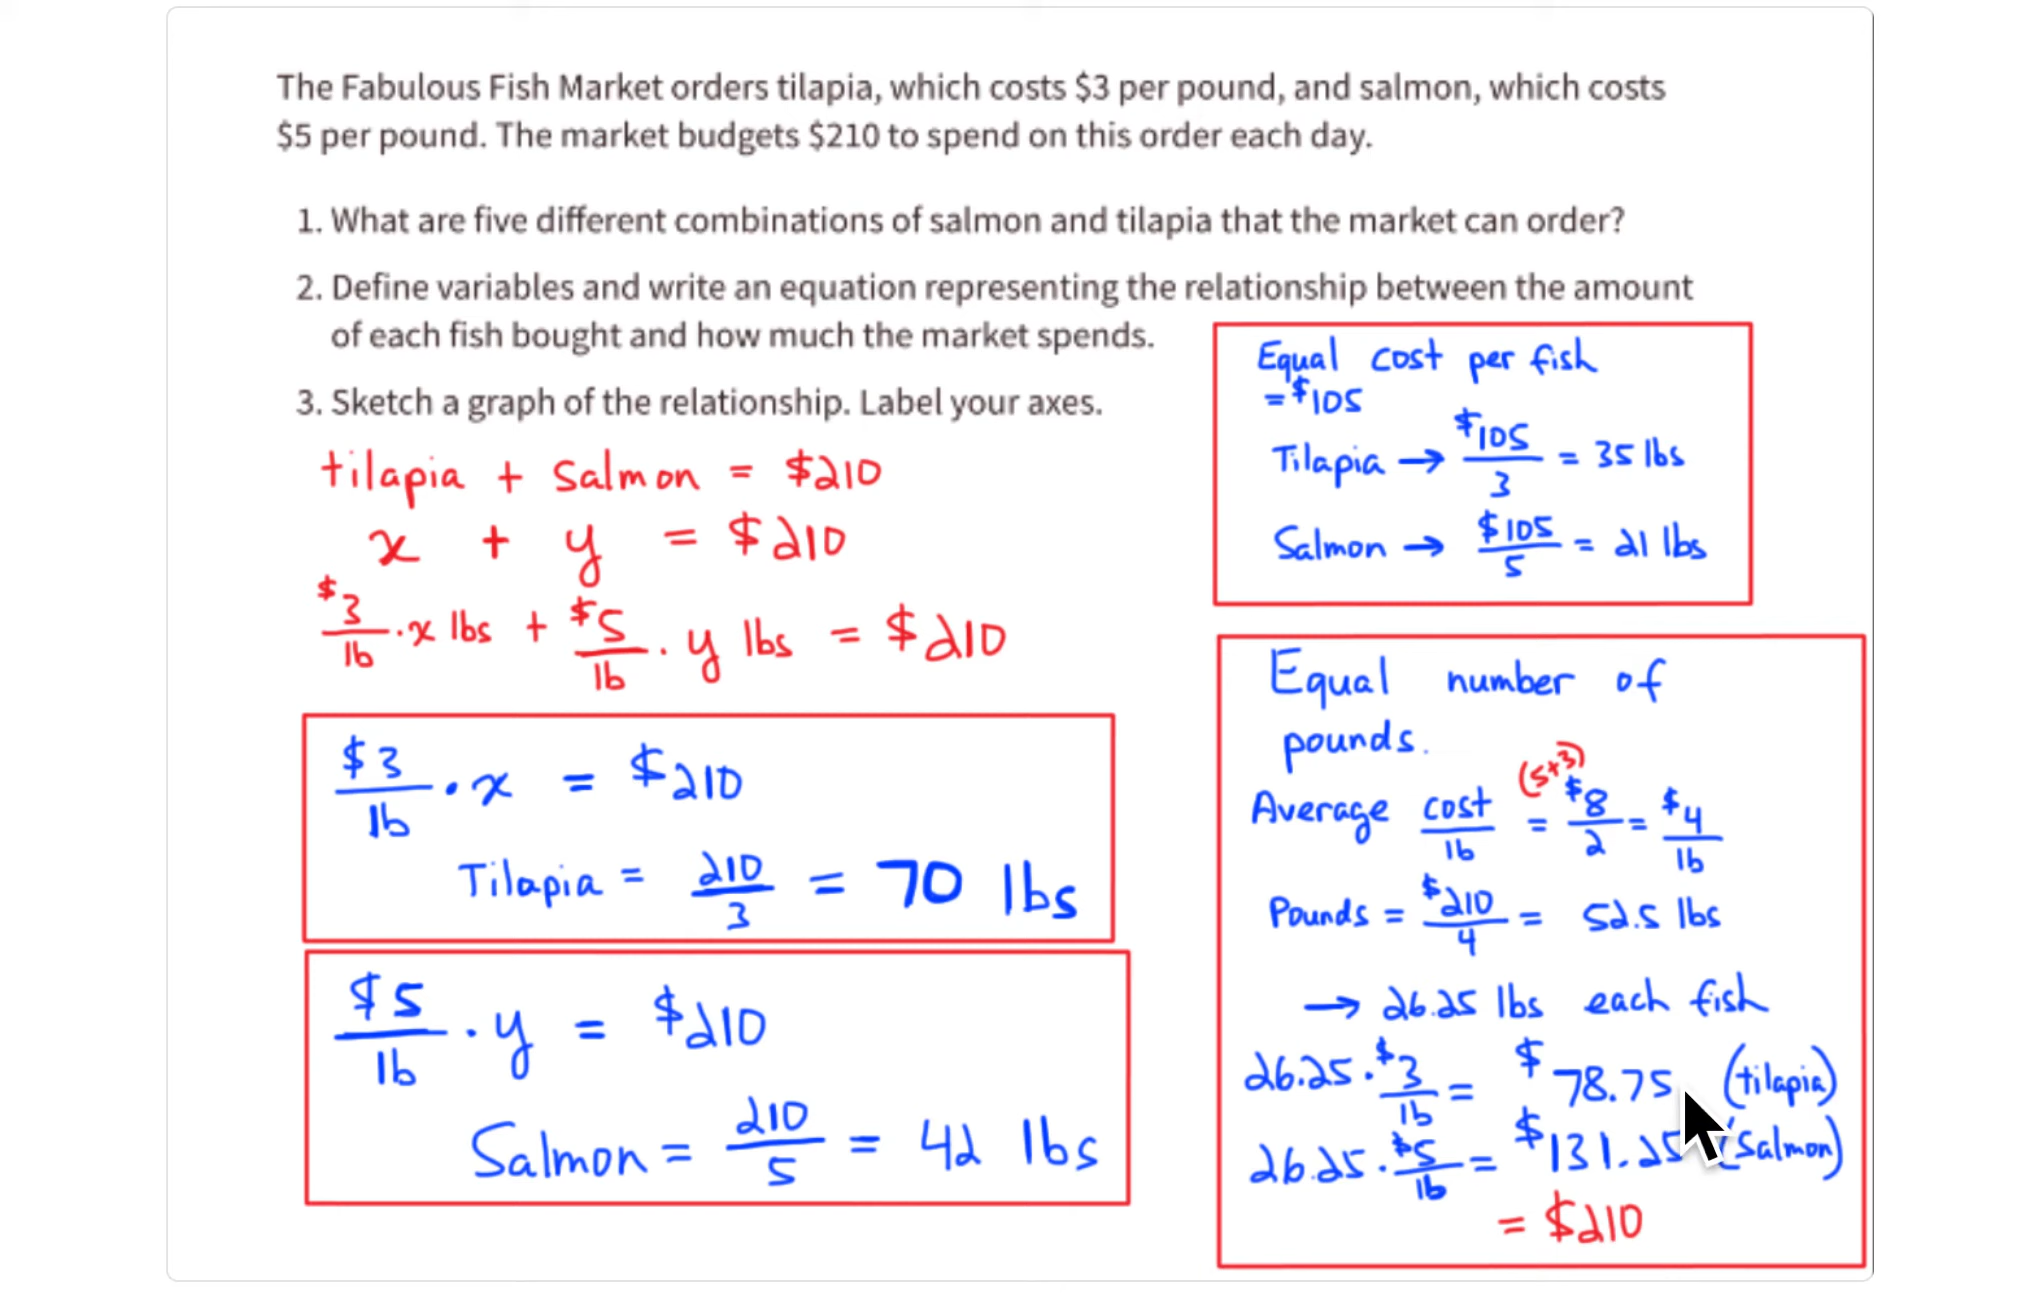 The Fabulous Fish Market orders tilapia, which costs $3 per pound, and salmon, which costs
$5 per pound. The market budgets $210 to spend on this order each day.
1. What are five different combinations of salmon and tilapia that the market can order?
2. Define variables and write an equation representing the relationship between the amount
of each fish bought and how much the market spends.
3. Sketch a graph of the relationship. Label your axes.
tilapia + salmon = $210
x + y = $210
$3/lb · x lbs + $5/lb · y lbs = $210
$3/lb · x = $210
Tilapia = 210/3 = 70 lbs
$5/lb · y = $210
Salmon = 210/5 = 42 lbs
Equal cost per fish
= $105
Tilapia → $105/3 = 35 lbs
Salmon → $105/5 = 21 lbs
Equal number of
pounds.
(5+3)
Average cost/lb = $8/2 = $4/lb
Pounds = $210/4 = 52.5 lbs
→ 26.25 lbs each fish
26.25 · $3/lb = $78.75 (tilapia)
26.25 · $5/lb = $131.25 (Salmon)
= $210